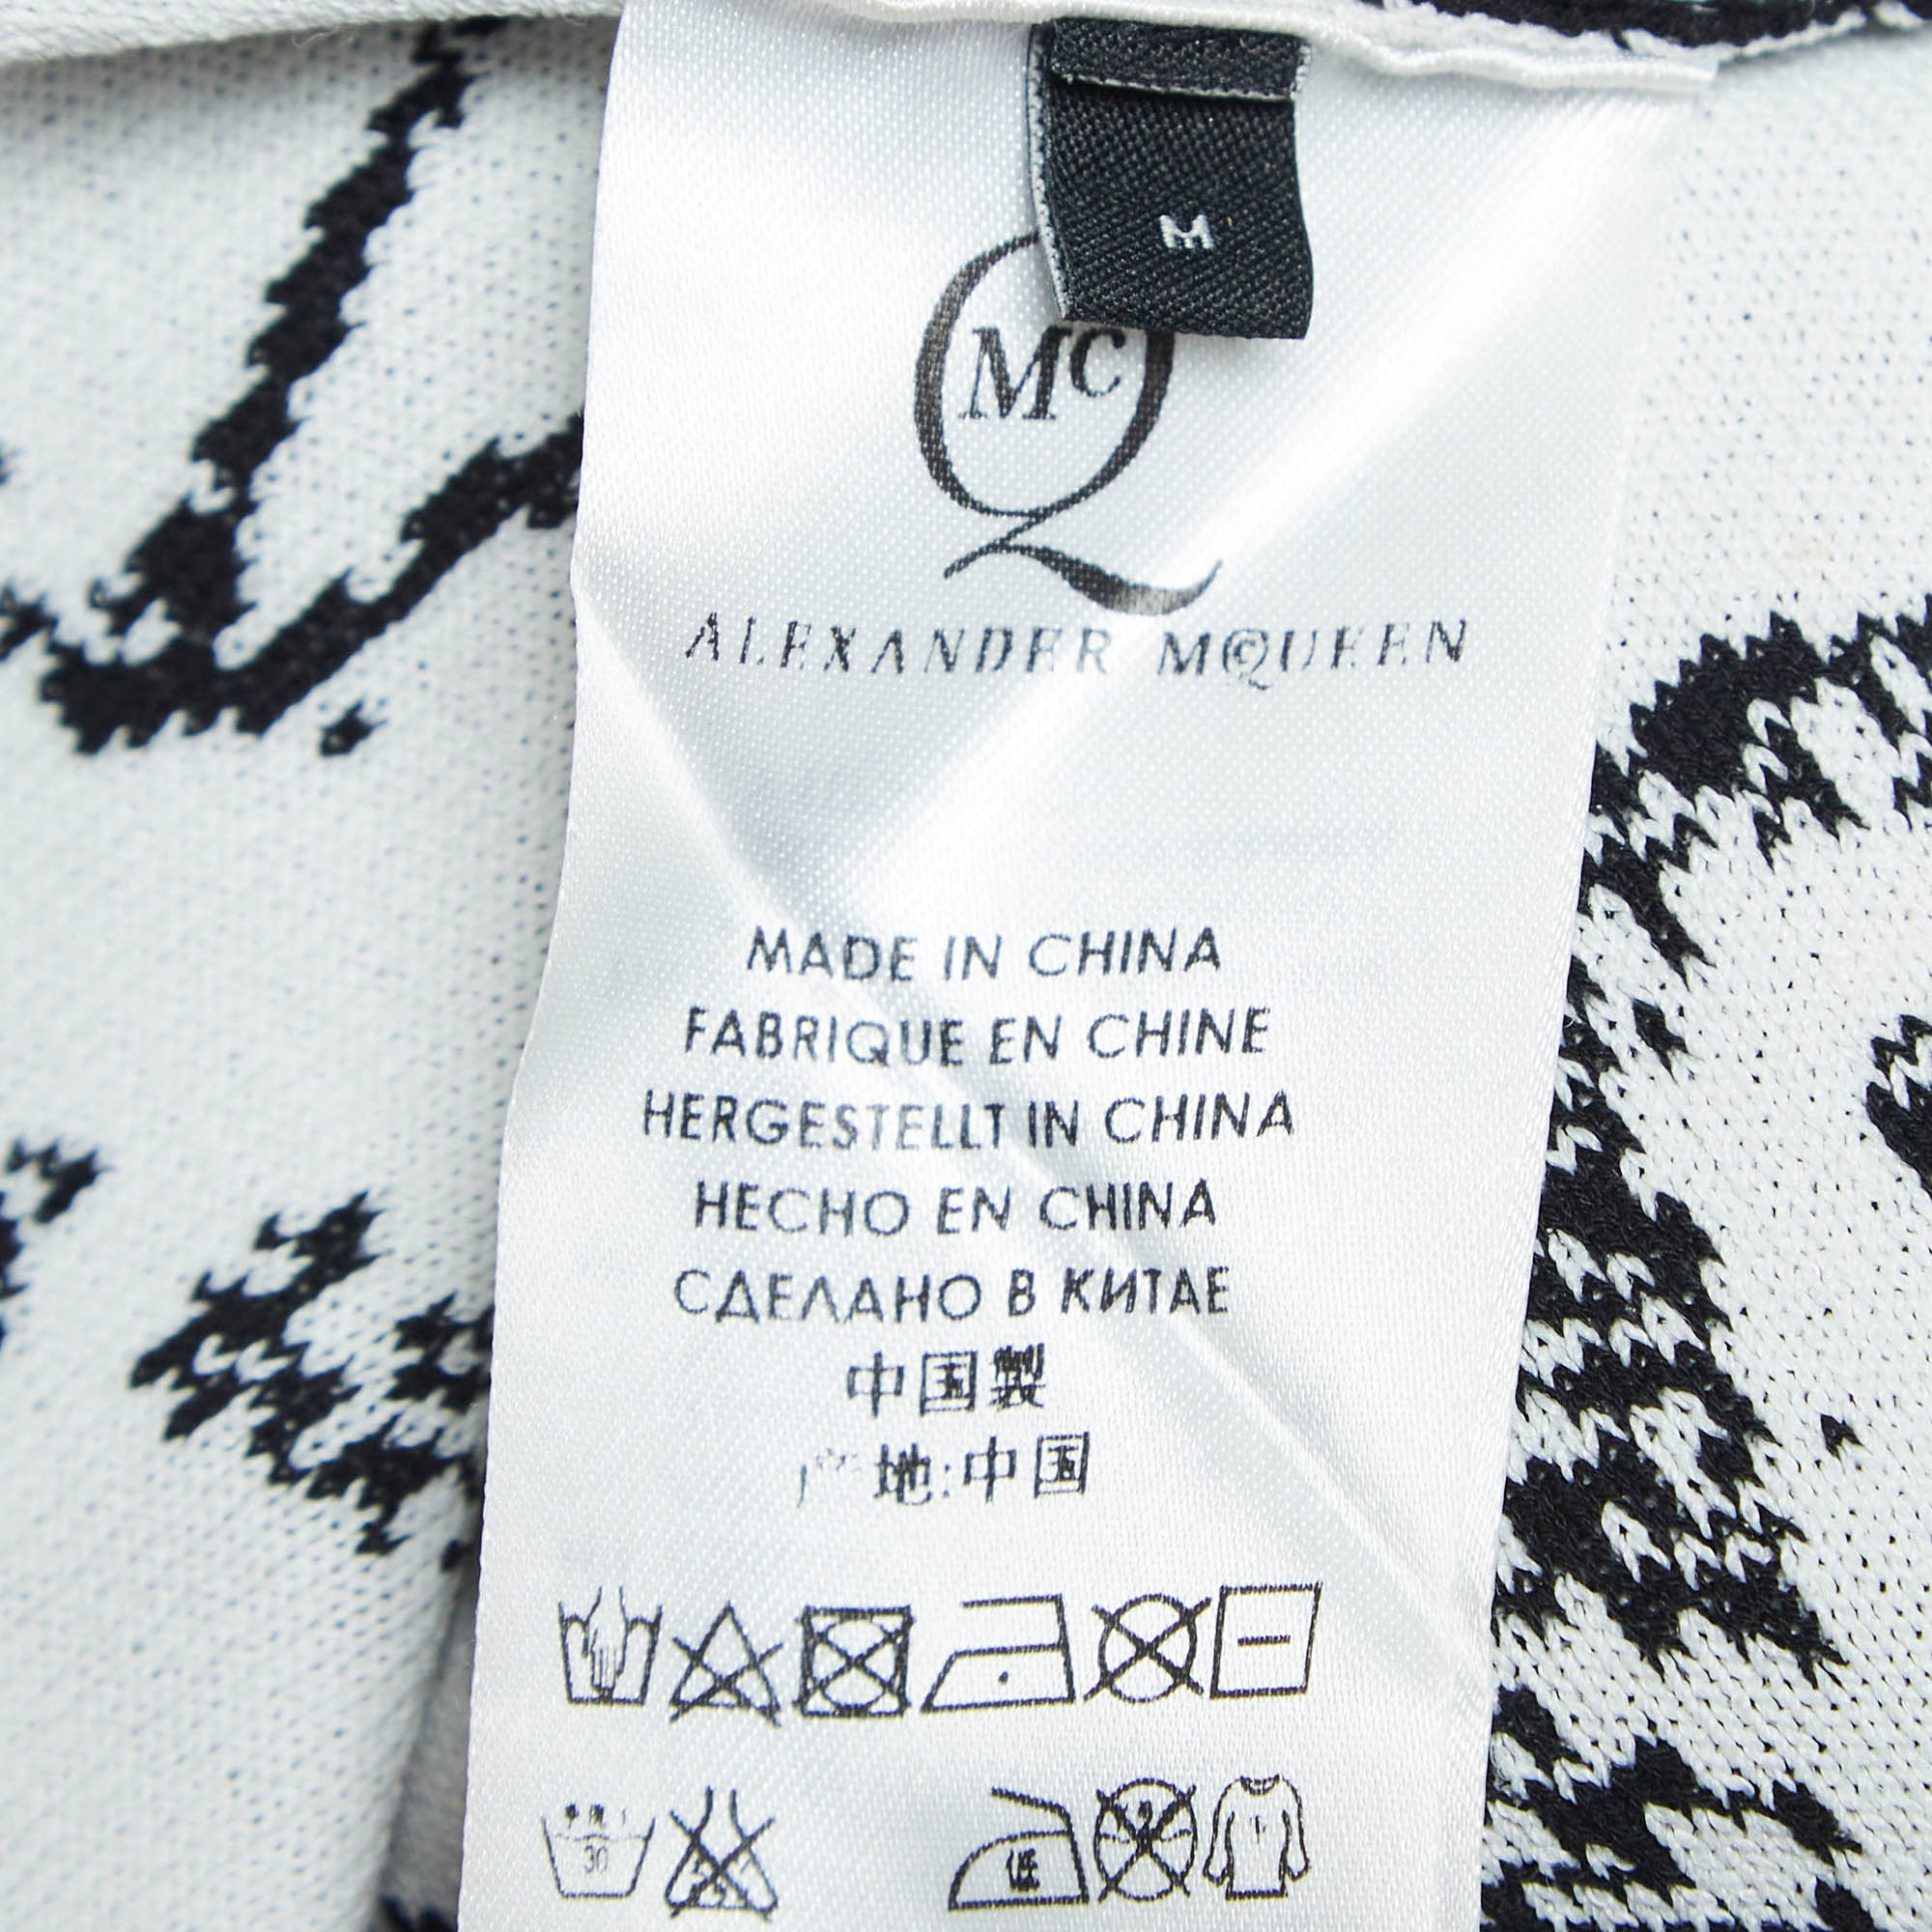 M
McQ
ALEXANDER MCQUEEN
MADE IN CHINA
FABRIQUE EN CHINE
HERGESTELLT IN CHINA
HECHO EN CHINA
СДЕЛАНО В КИТАЕ
中国製
产地:中国
30
低